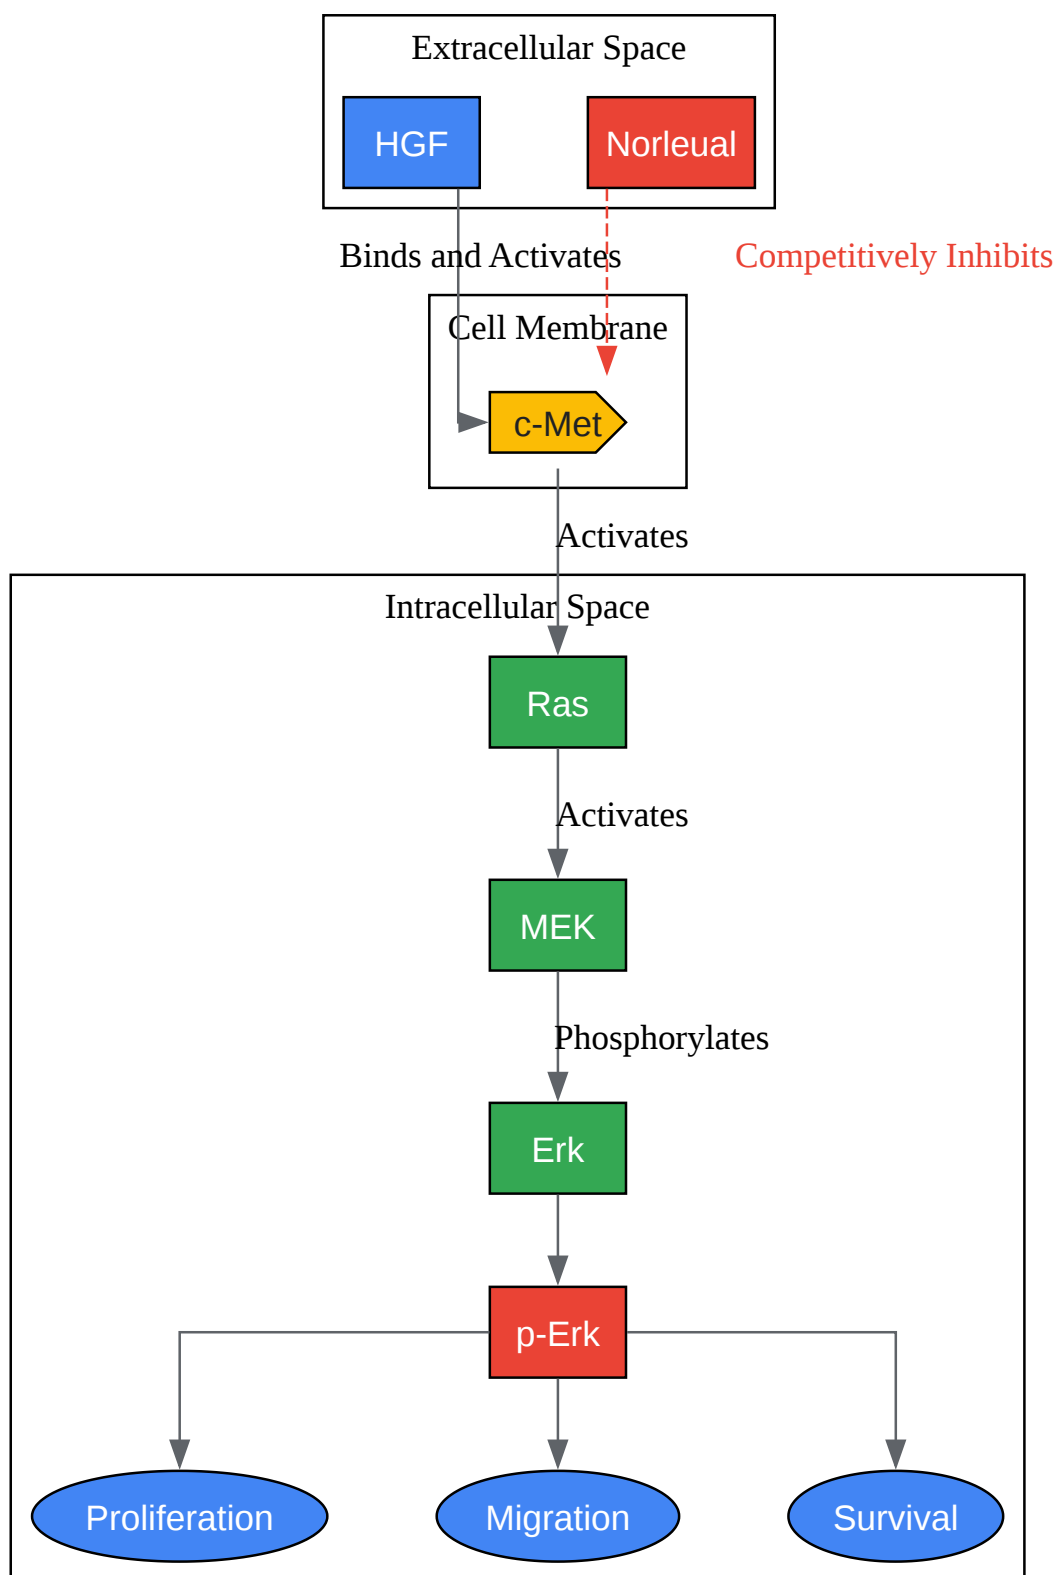 Extracellular Space
HGF
Norleual
Binds and Activates
Competitively Inhibits
Cell Membrane
c-Met
Activates
Intracellular Space
Ras
Activates
MEK
Phosphorylates
Erk
p-Erk
Proliferation
Migration
Survival